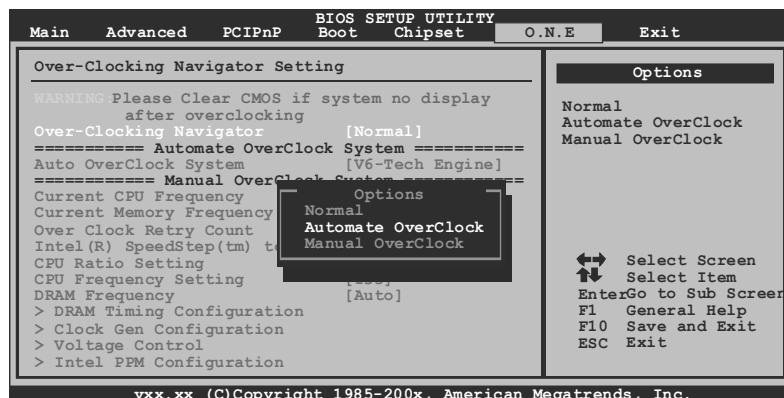 BIOS SETUP UTILITY
Main Advanced PCIPnP Boot Chipset O.N.E Exit
Over-Clocking Navigator Setting
WARNING:Please Clear CMOS if system no display
after overclocking
Over-Clocking Navigator [Normal]
=========== Automate OverClock System ===========
Auto OverClock System [V6-Tech Engine]
============ Manual OverClock System ============
Current CPU Frequency
Current Memory Frequency
Over Clock Retry Count
Intel(R) SpeedStep(tm)
CPU Ratio Setting
CPU Frequency Setting
DRAM Frequency [Auto]
> DRAM Timing Configuration
> Clock Gen Configuration
> Voltage Control
> Intel PPM Configuration
Options
Normal
Automate OverClock
Manual OverClock
Options
Normal
Automate OverClock
Manual OverClock
Select Screen
Select Item
EnterGo to Sub Screen
F1 General Help
F10 Save and Exit
ESC Exit
vxx.xx (C)Copyright 1985-200x, American Megatrends, Inc.